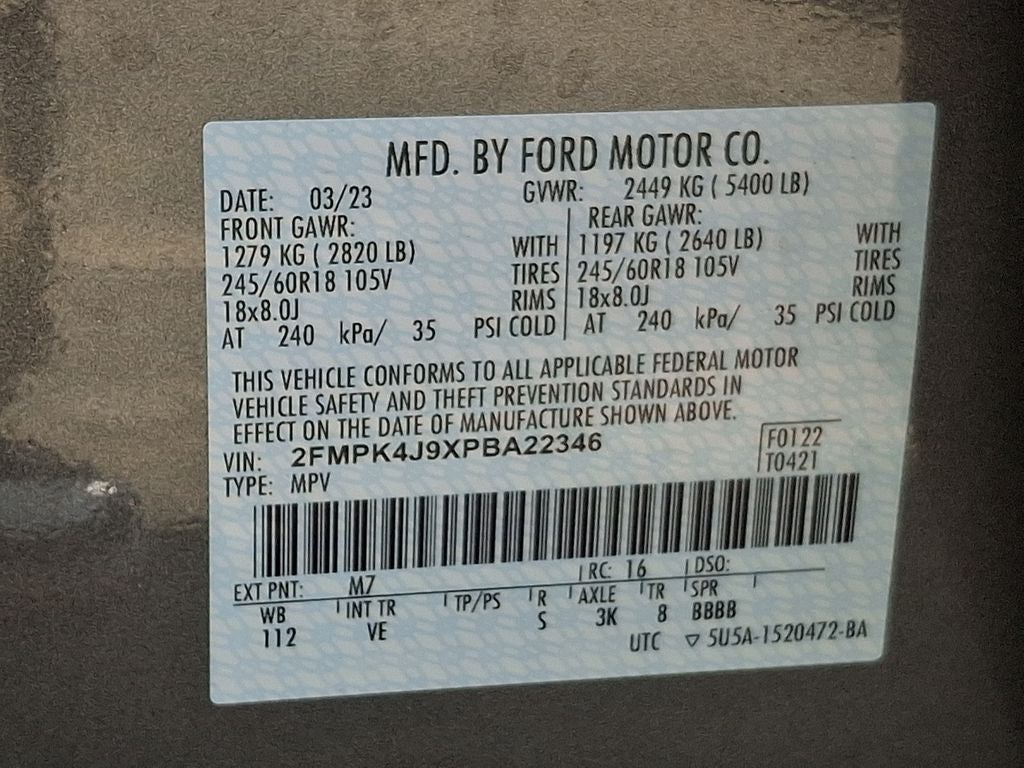 MFD. BY FORD MOTOR CO.
DATE: 03/23 GVWR: 2449 KG ( 5400 LB)
FRONT GAWR: REAR GAWR:
1279 KG ( 2820 LB) WITH 1197 KG ( 2640 LB) WITH
245/60R18 105V TIRES 245/60R18 105V TIRES
18x8.0J RIMS 18x8.0J RIMS
AT 240 kPa/ 35 PSI COLD AT 240 kPa/ 35 PSI COLD
THIS VEHICLE CONFORMS TO ALL APPLICABLE FEDERAL MOTOR
VEHICLE SAFETY AND THEFT PREVENTION STANDARDS IN
EFFECT ON THE DATE OF MANUFACTURE SHOWN ABOVE.
VIN: 2FMPK4J9XPBA22346 F0122
TYPE: MPV T0421
EXT PNT: M7 RC: 16 DSO:
WB INT TR TP/PS R AXLE TR SPR
112 VE S 3K 8 BBBB
UTC ▽ 5U5A-1520472-BA